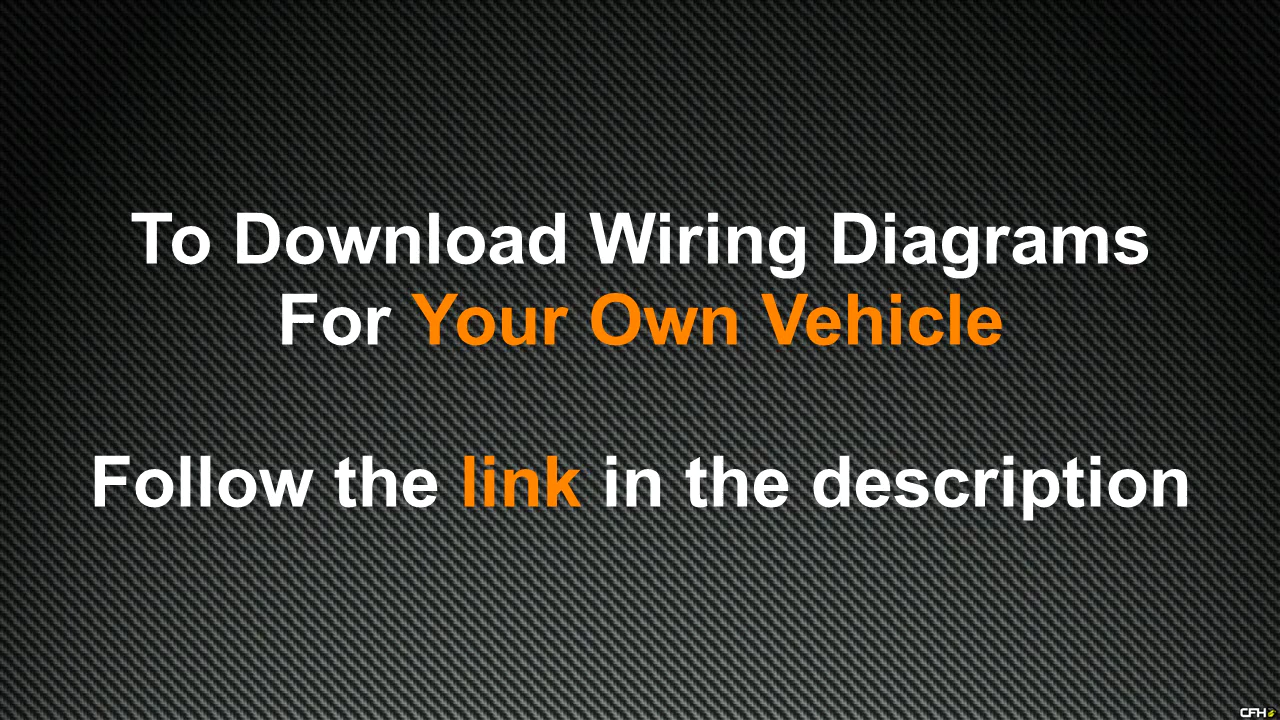 To Download Wiring Diagrams
For Your Own Vehicle
Follow the link in the description
CFH